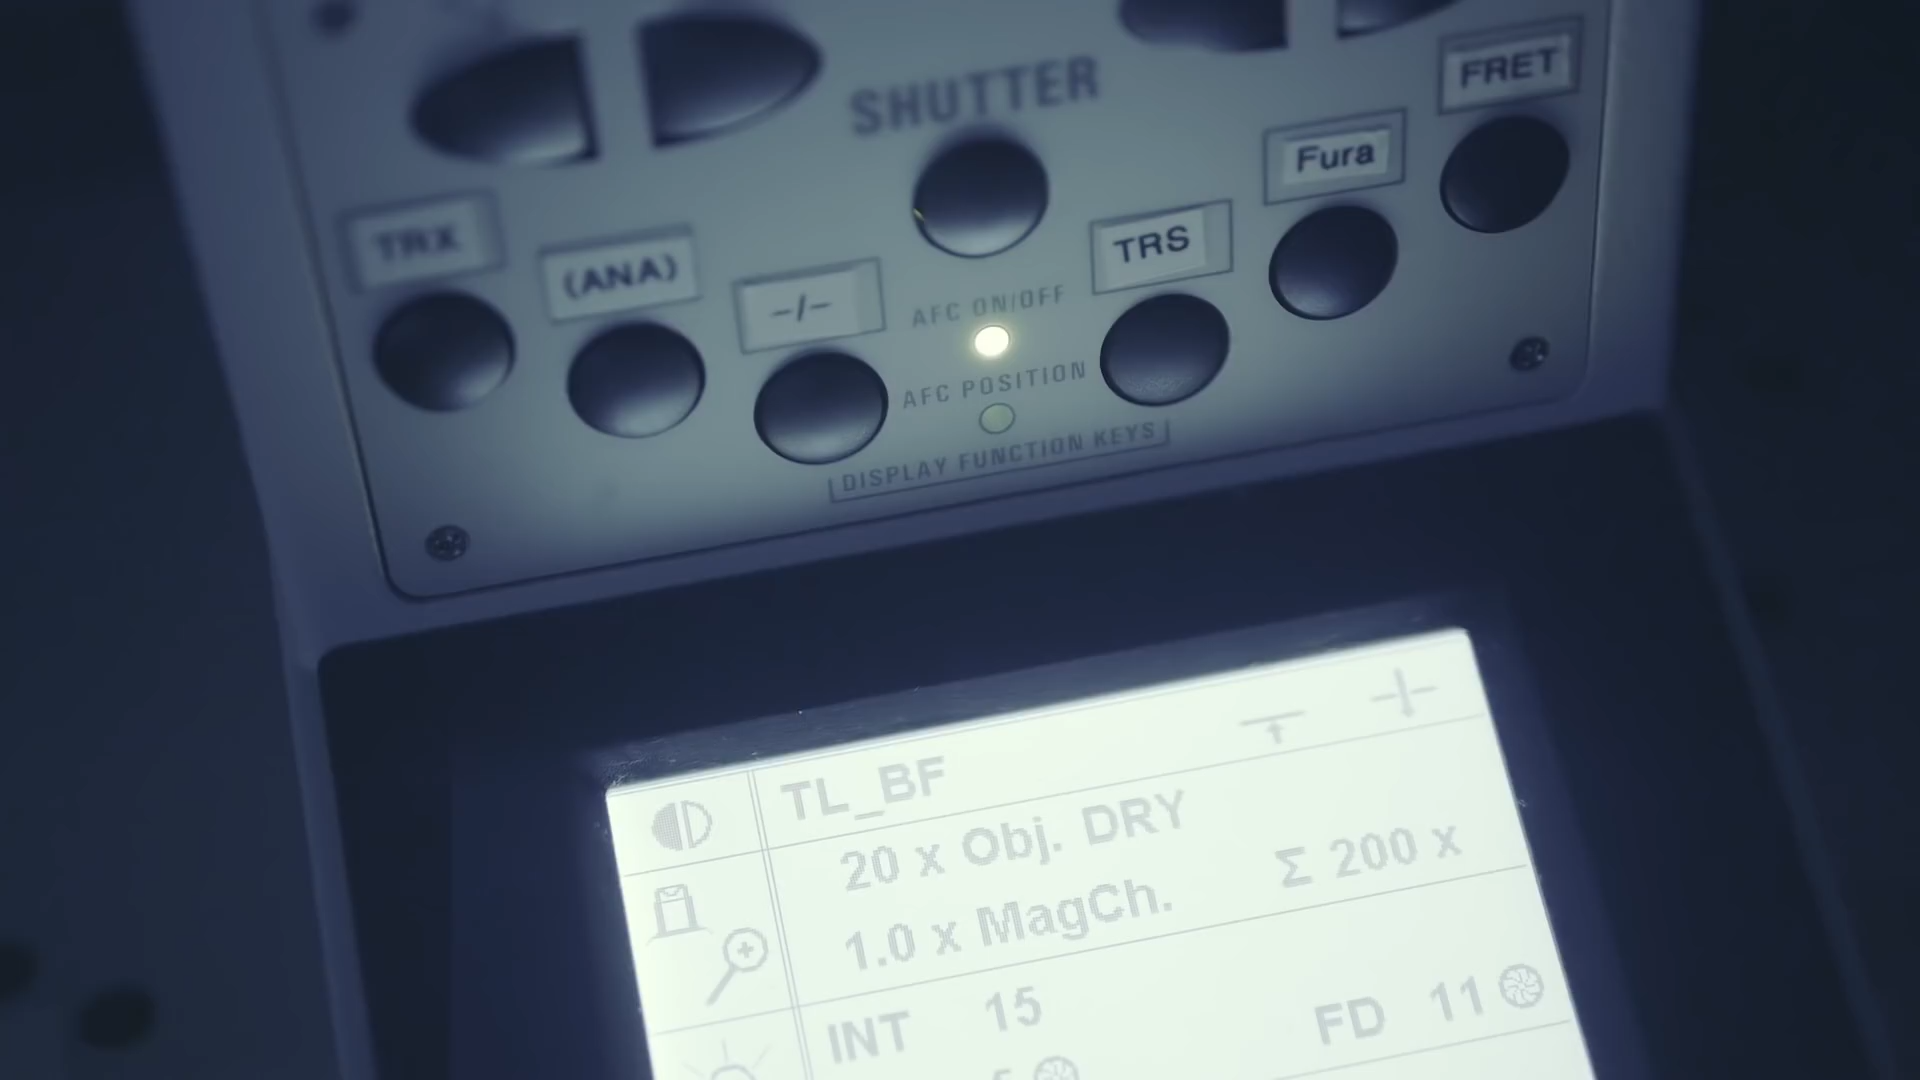 SHUTTER
FRET
Fura
TRS
TRX
(ANA)
-/-
AFC ON/OFF
AFC POSITION
DISPLAY FUNCTION KEYS
TL_BF
20 x Obj. DRY
1.0 x MagCh.
Σ 200 x
INT 15
FD 11
5